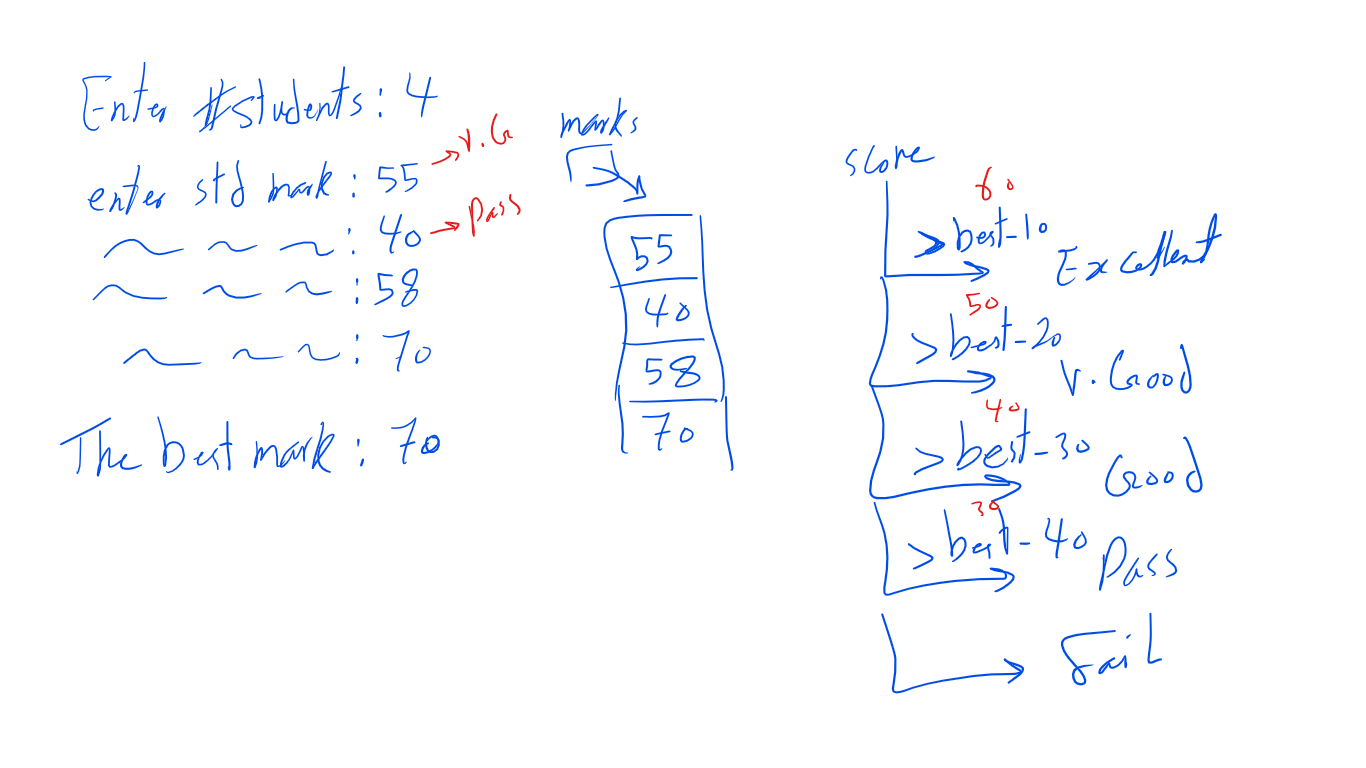 Enter #students: 4
enter std mark: 55 → V.G
: 40 → Pass
: 58
: 70
The best mark: 70
marks
55
40
58
70
score
60
> best-10 Excellent
50
> best-20 V. Good
40
> best-30 Good
30
> best-40 Pass
Fail